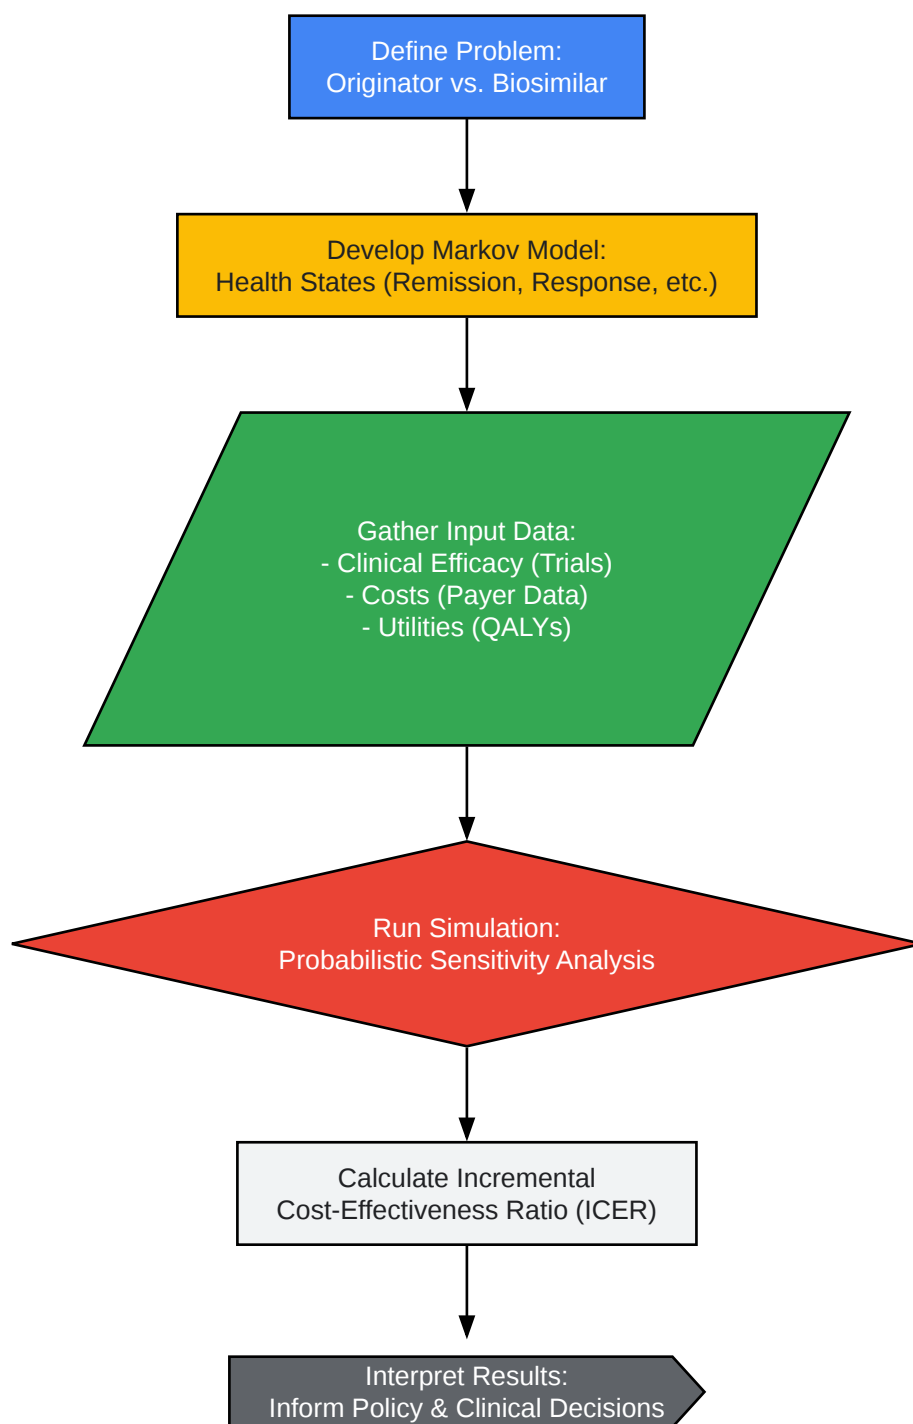 Define Problem:
Originator vs. Biosimilar
Develop Markov Model:
Health States (Remission, Response, etc.)
Gather Input Data:
- Clinical Efficacy (Trials)
- Costs (Payer Data)
- Utilities (QALYs)
Run Simulation:
Probabilistic Sensitivity Analysis
Calculate Incremental
Cost-Effectiveness Ratio (ICER)
Interpret Results:
Inform Policy & Clinical Decisions